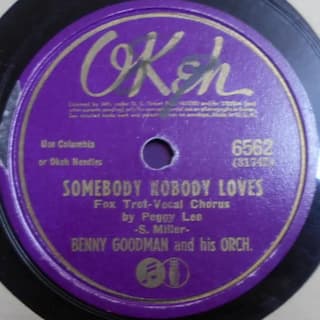 OKeh
Use Columbia
or Okeh Needles
6562
SOMEBODY NOBODY LOVES
Fox Trot-Vocal Chorus
by Peggy Lee
-S. Miller-
BENNY GOODMAN and his ORCH.